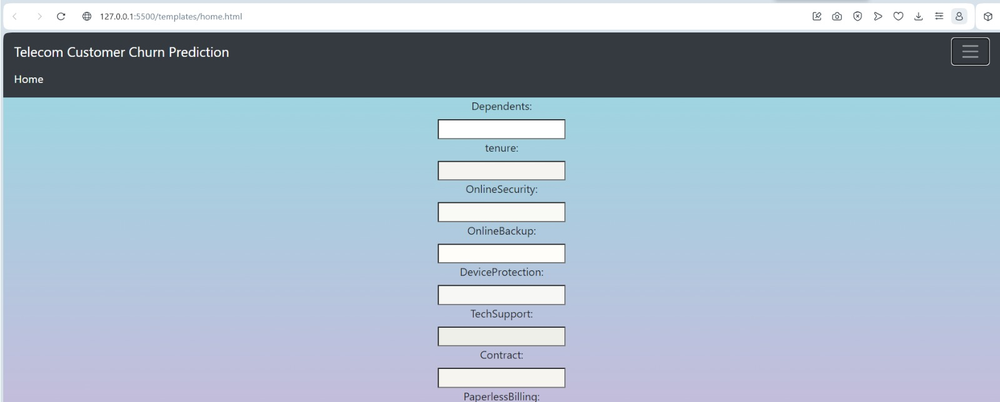 127.0.0.1:5500/templates/home.html
Telecom Customer Churn Prediction
Home
Dependents:
tenure:
OnlineSecurity:
OnlineBackup:
DeviceProtection:
TechSupport:
Contract:
PaperlessBilling: